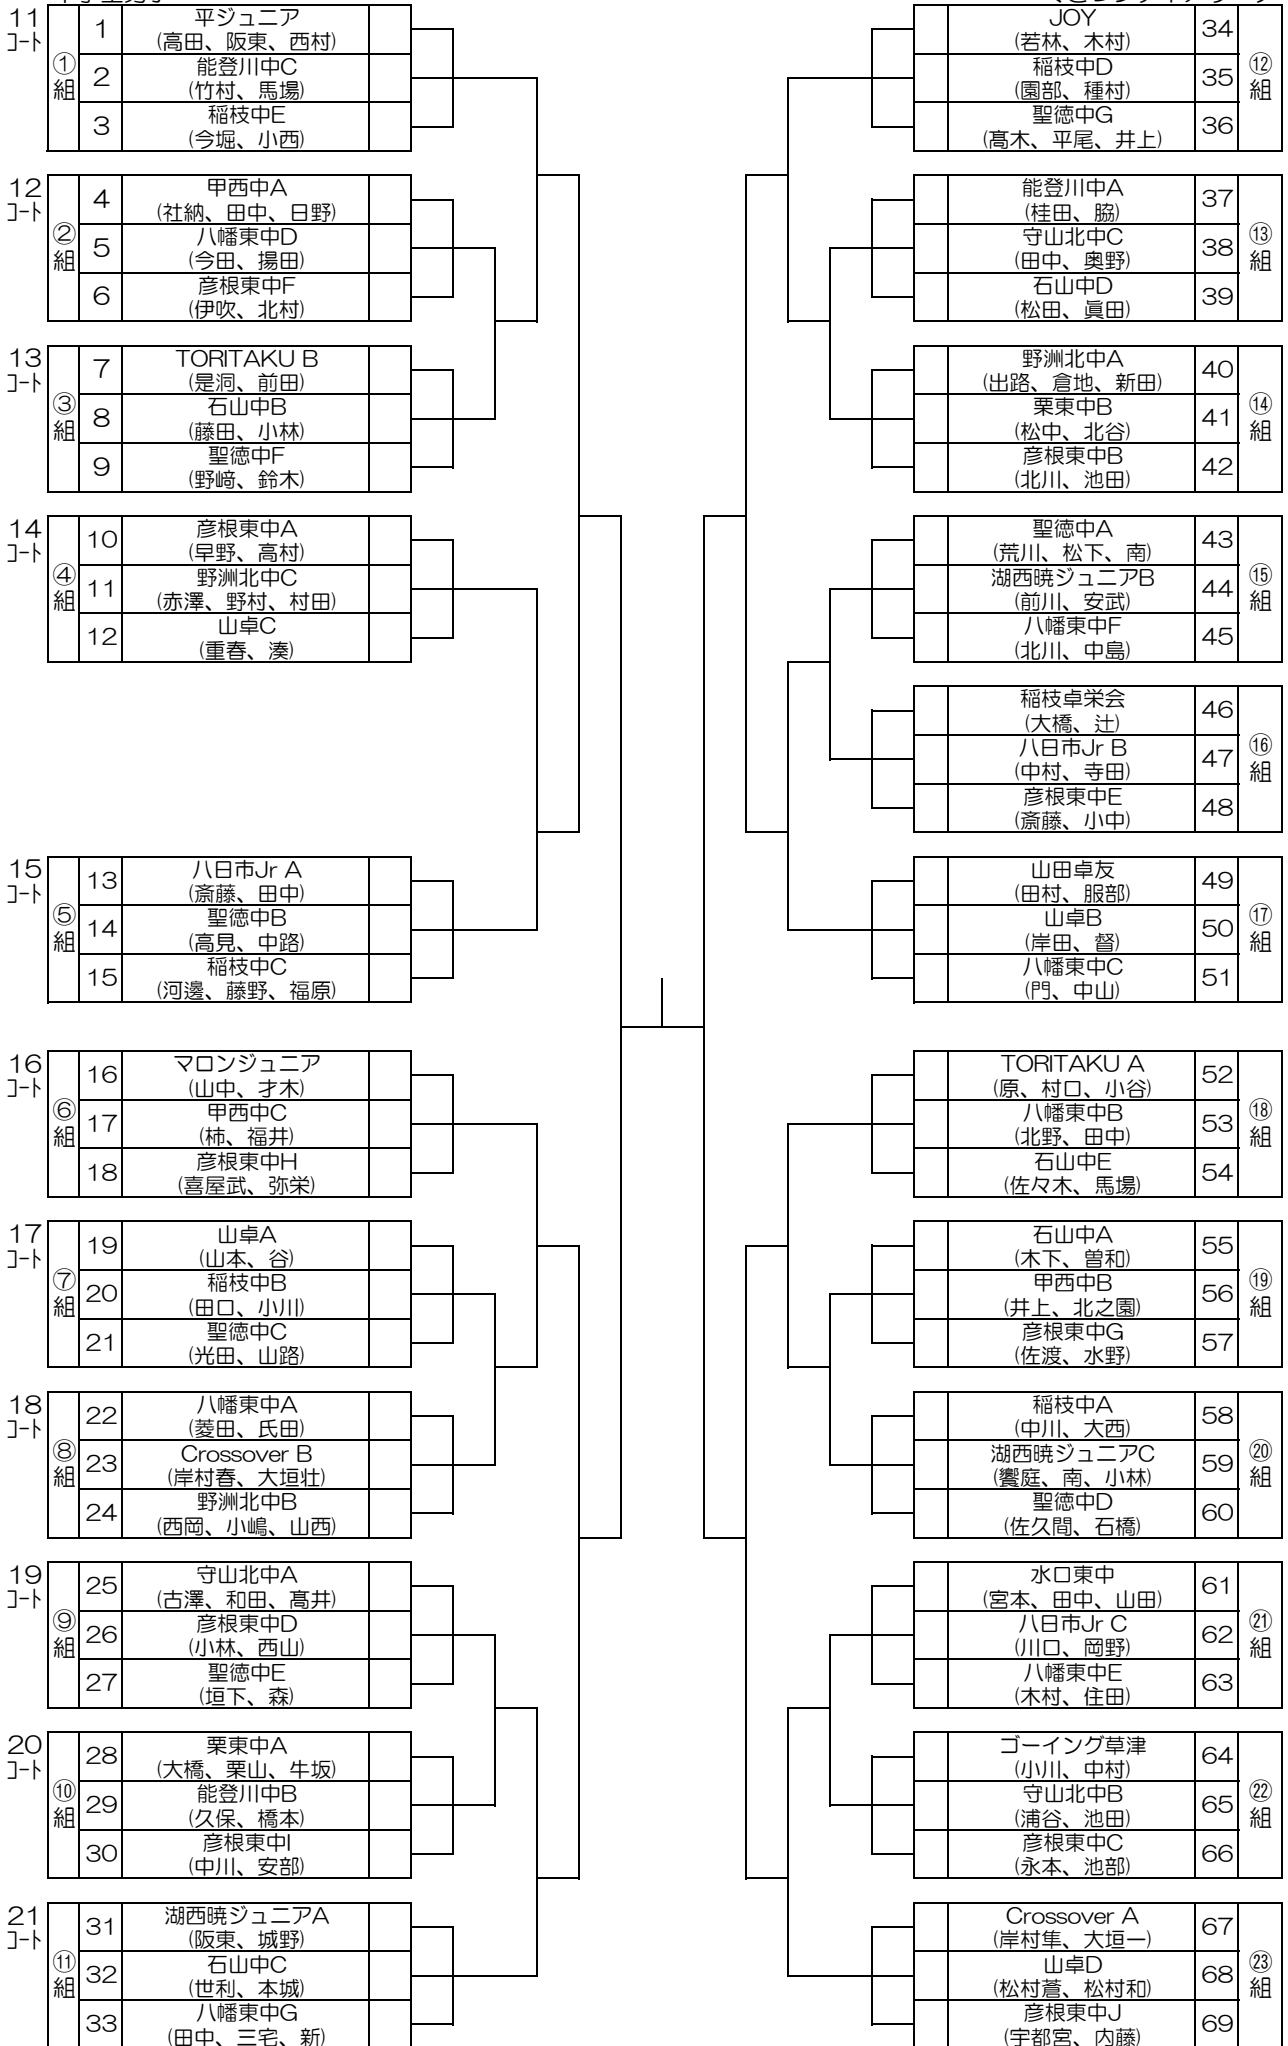 11
コート
①
組
1
平ジュニア
(高田、阪東、西村)
2
能登川中C
(竹村、馬場)
3
稲枝中E
(今堀、小西)
12
コート
②
組
4
甲西中A
(社納、田中、日野)
5
八幡東中D
(今田、揚田)
6
彦根東中F
(伊吹、北村)
13
コート
③
組
7
TORITAKU B
(是洞、前田)
8
石山中B
(藤田、小林)
9
聖徳中F
(野﨑、鈴木)
14
コート
④
組
10
彦根東中A
(早野、高村)
11
野洲北中C
(赤澤、野村、村田)
12
山卓C
(重春、湊)
15
コート
⑤
組
13
八日市Jr A
(斎藤、田中)
14
聖徳中B
(高見、中路)
15
稲枝中C
(河邊、藤野、福原)
16
コート
⑥
組
16
マロンジュニア
(山中、才木)
17
甲西中C
(柿、福井)
18
彦根東中H
(喜屋武、弥栄)
17
コート
⑦
組
19
山卓A
(山本、谷)
20
稲枝中B
(田口、小川)
21
聖徳中C
(光田、山路)
18
コート
⑧
組
22
八幡東中A
(菱田、氏田)
23
Crossover B
(岸村春、大垣壮)
24
野洲北中B
(西岡、小嶋、山西)
19
コート
⑨
組
25
守山北中A
(古澤、和田、髙井)
26
彦根東中D
(小林、西山)
27
聖徳中E
(垣下、森)
20
コート
⑩
組
28
栗東中A
(大橋、栗山、牛坂)
29
能登川中B
(久保、橋本)
30
彦根東中I
(中川、安部)
21
コート
⑪
組
31
湖西暁ジュニアA
(阪東、城野)
32
石山中C
(世利、本城)
33
八幡東中G
(田中、三宅、新)
JOY
(若林、木村)
34
稲枝中D
(園部、種村)
35
聖徳中G
(髙木、平尾、井上)
36
⑫
組
能登川中A
(桂田、脇)
37
守山北中C
(田中、奥野)
38
石山中D
(松田、眞田)
39
⑬
組
野洲北中A
(出路、倉地、新田)
40
栗東中B
(松中、北谷)
41
彦根東中B
(北川、池田)
42
⑭
組
聖徳中A
(荒川、松下、南)
43
湖西暁ジュニアB
(前川、安武)
44
八幡東中F
(北川、中島)
45
⑮
組
稲枝卓栄会
(大橋、辻)
46
八日市Jr B
(中村、寺田)
47
彦根東中E
(斎藤、小中)
48
⑯
組
山田卓友
(田村、服部)
49
山卓B
(岸田、督)
50
八幡東中C
(門、中山)
51
⑰
組
TORITAKU A
(原、村口、小谷)
52
八幡東中B
(北野、田中)
53
石山中E
(佐々木、馬場)
54
⑱
組
石山中A
(木下、曽和)
55
甲西中B
(井上、北之園)
56
彦根東中G
(佐渡、水野)
57
⑲
組
稲枝中A
(中川、大西)
58
湖西暁ジュニアC
(饗庭、南、小林)
59
聖徳中D
(佐久間、石橋)
60
⑳
組
水口東中
(宮本、田中、山田)
61
八日市Jr C
(川口、岡野)
62
八幡東中E
(木村、住田)
63
㉑
組
ゴーイング草津
(小川、中村)
64
守山北中B
(浦谷、池田)
65
彦根東中C
(永本、池部)
66
㉒
組
Crossover A
(岸村隼、大垣一)
67
山卓D
(松村蒼、松村和)
68
彦根東中J
(宇都宮、内藤)
69
㉓
組